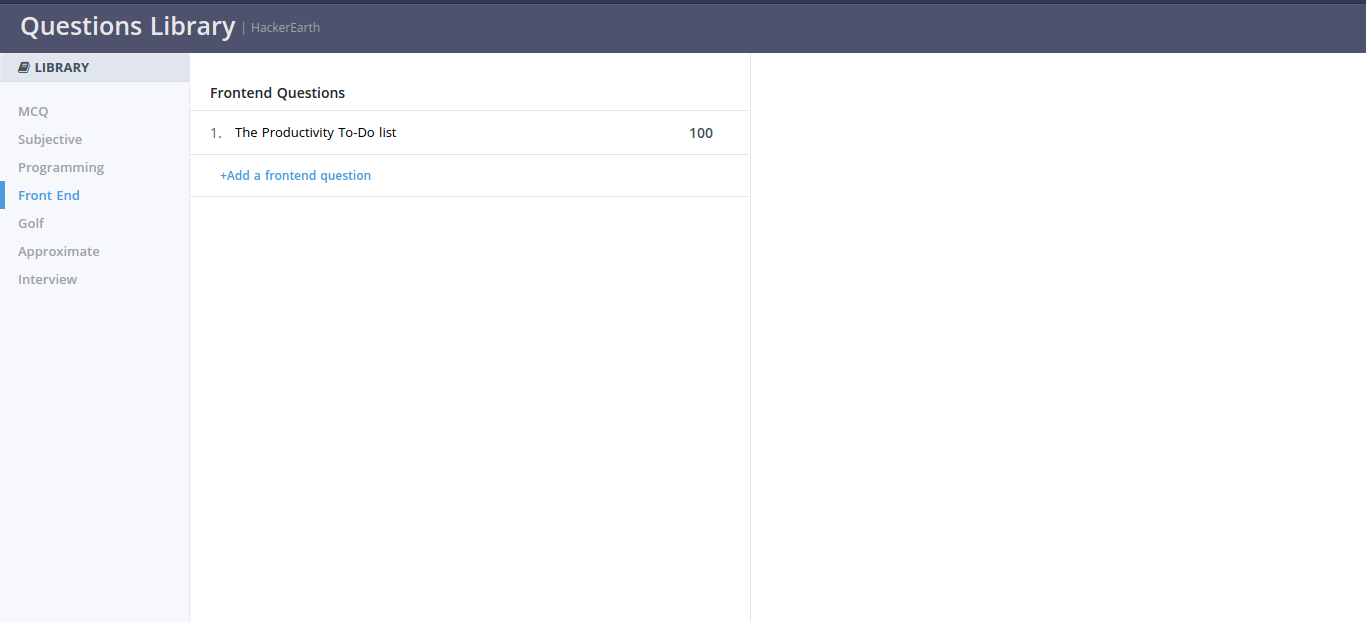 Questions Library | HackerEarth
LIBRARY
MCQ
Subjective
Programming
Front End
Golf
Approximate
Interview
Frontend Questions
1. The Productivity To-Do list 100
+Add a frontend question